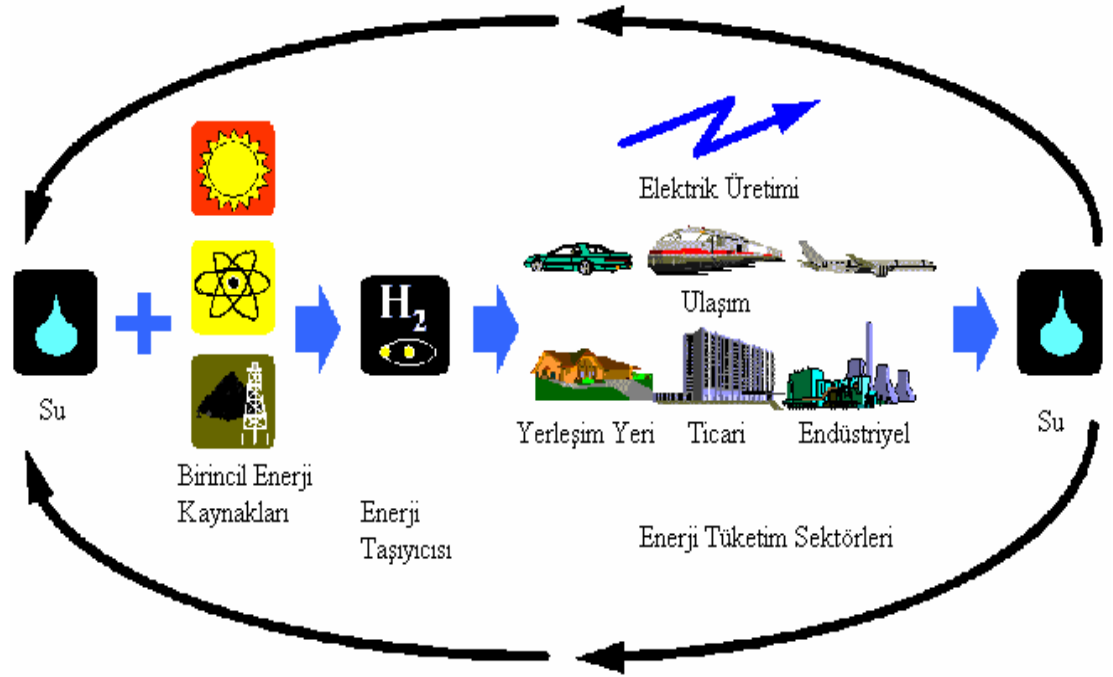 Elektrik Üretimi
H2
Ulaşım
Su
Yerleşim Yeri
Ticari
Endüstriyel
Su
Birincil Enerji
Kaynakları
Enerji
Taşıyıcısı
Enerji Tüketim Sektörleri